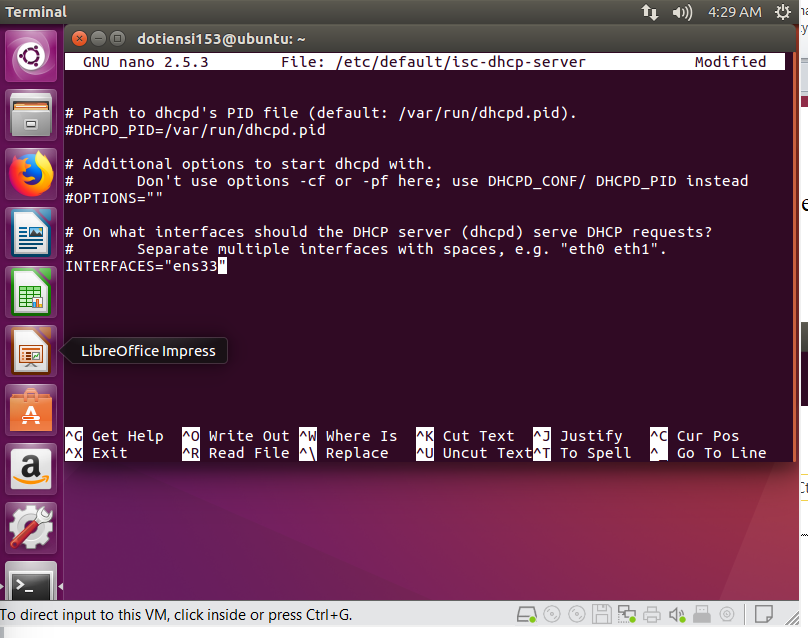 Terminal
4:29 AM
dotiensi153@ubuntu: ~
GNU nano 2.5.3 File: /etc/default/isc-dhcp-server Modified
# Path to dhcpd's PID file (default: /var/run/dhcpd.pid).
#DHCPD_PID=/var/run/dhcpd.pid
# Additional options to start dhcpd with.
# Don't use options -cf or -pf here; use DHCPD_CONF/ DHCPD_PID instead
#OPTIONS=""
# On what interfaces should the DHCP server (dhcpd) serve DHCP requests?
# Separate multiple interfaces with spaces, e.g. "eth0 eth1".
INTERFACES="ens33"
LibreOffice Impress
^G Get Help ^O Write Out ^W Where Is ^K Cut Text ^J Justify ^C Cur Pos
^X Exit ^R Read File ^\ Replace ^U Uncut Text ^T To Spell ^_ Go To Line
To direct input to this VM, click inside or press Ctrl+G.